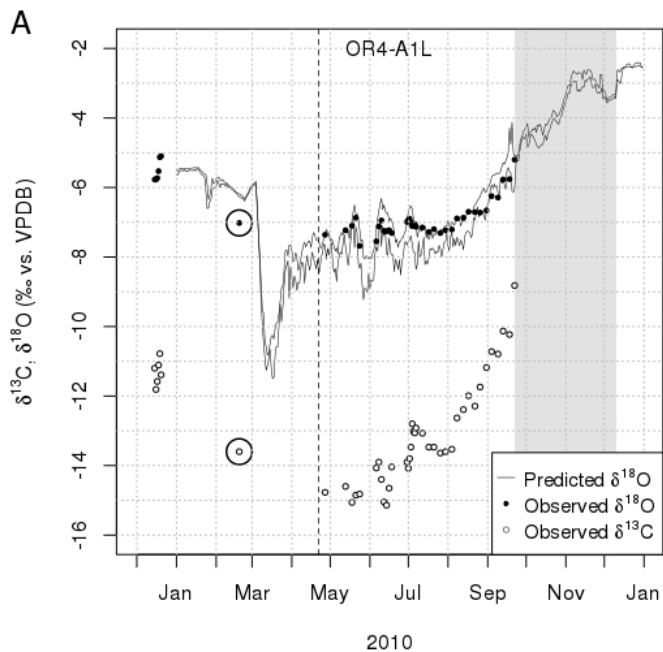 A
OR4-A1L
-2
-4
-6
-8
-10
-12
-14
-16
δ¹³C, δ¹⁸O (‰ vs. VPDB)
Predicted δ¹⁸O
Observed δ¹⁸O
Observed δ¹³C
Jan Mar May Jul Sep Nov Jan
2010